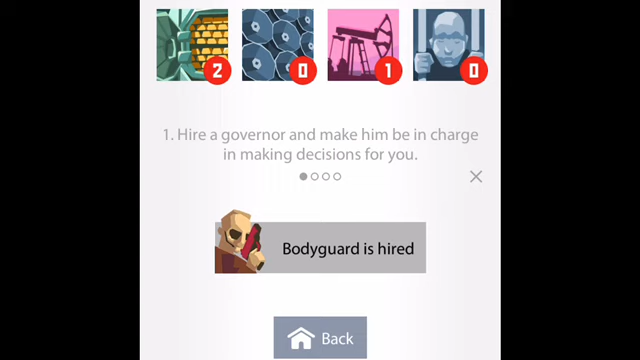 2 0 1 0
1. Hire a governor and make him be in charge
in making decisions for you.
Bodyguard is hired
Back